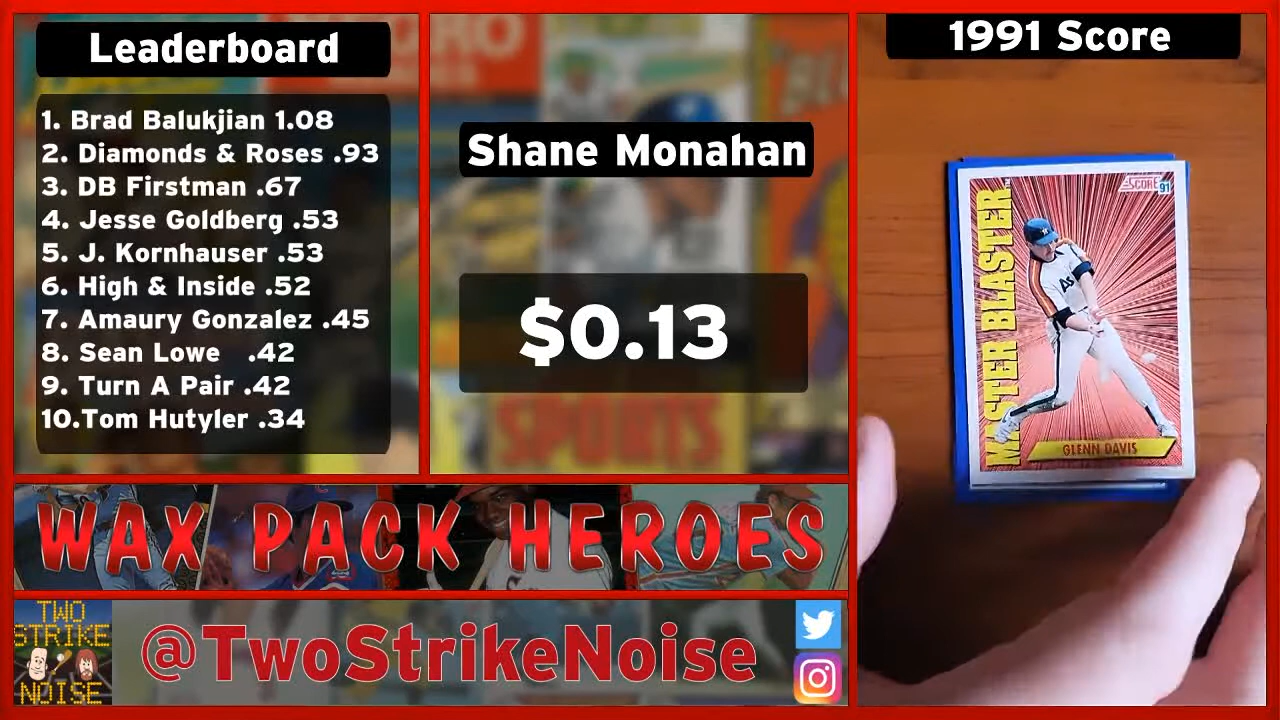 Leaderboard
1. Brad Balukjian 1.08
2. Diamonds & Roses .93
3. DB Firstman .67
4. Jesse Goldberg .53
5. J. Kornhauser .53
6. High & Inside .52
7. Amaury Gonzalez .45
8. Sean Lowe .42
9. Turn A Pair .42
10.Tom Hutyler .34
Shane Monahan
$0.13
SPORTS
1991 Score
SCORE 91
MASTER BLASTER
GLENN DAVIS
WAX PACK HEROES
TWO
STRIKE
NOISE
@TwoStrikeNoise